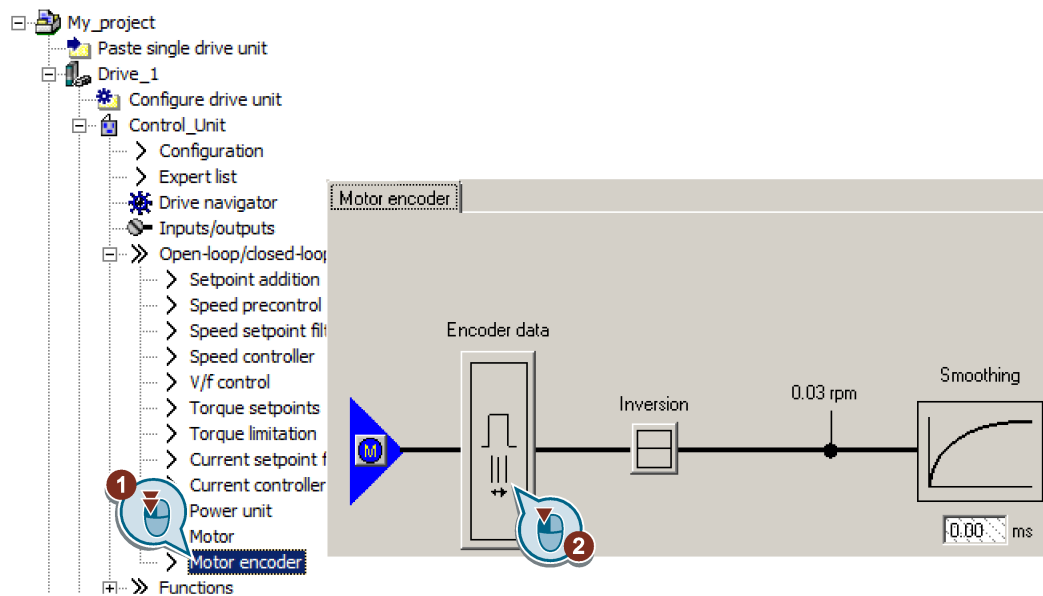 My_project
Paste single drive unit
Drive_1
Configure drive unit
Control_Unit
Configuration
Expert list
Drive navigator
Inputs/outputs
Open-loop/closed-loop
Setpoint addition
Speed precontrol
Speed setpoint filt
Speed controller
V/f control
Torque setpoints
Torque limitation
Current setpoint f
Current controller
Power unit
Motor
Motor encoder
Functions
1
Motor encoder
Encoder data
Inversion
0.03 rpm
Smoothing
M
0.00 ms
2